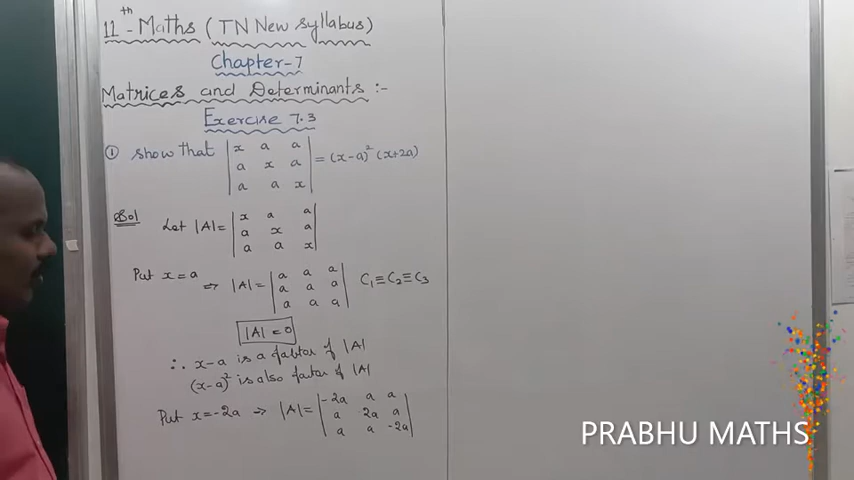 11th - Maths (TN New syllabus)
Chapter-7
Matrices and Determinants :-
Exercise 7.3
① Show that | x a a | = (x-a)² (x+2a)
| a x a |
| a a x |
Sol
Let |A| = | x a a |
| a x a |
| a a x |
Put x = a ⇒ |A| = | a a a | C₁≡C₂≡C₃
| a a a |
| a a a |
|A| = 0
∴ x-a is a factor of |A|
(x-a)² is also factor of |A|
Put x=-2a ⇒ |A| = | -2a a a |
| a -2a a |
| a a -2a |
PRABHU MATHS